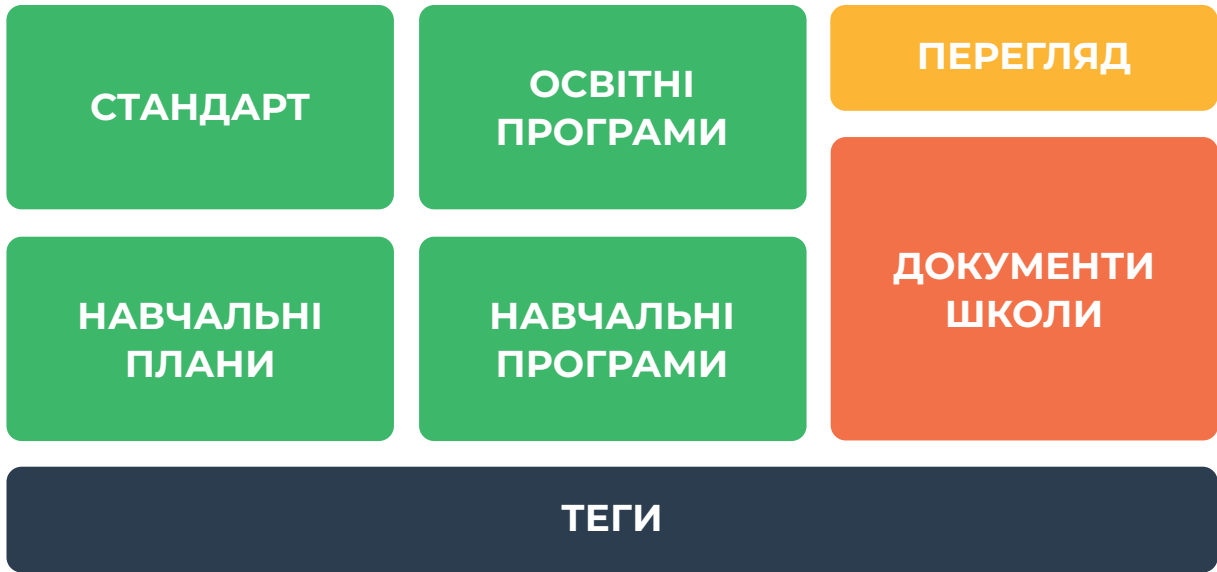 СТАНДАРТ
ОСВІТНІ
ПРОГРАМИ
ПЕРЕГЛЯД
НАВЧАЛЬНІ
ПЛАНИ
НАВЧАЛЬНІ
ПРОГРАМИ
ДОКУМЕНТИ
ШКОЛИ
ТЕГИ